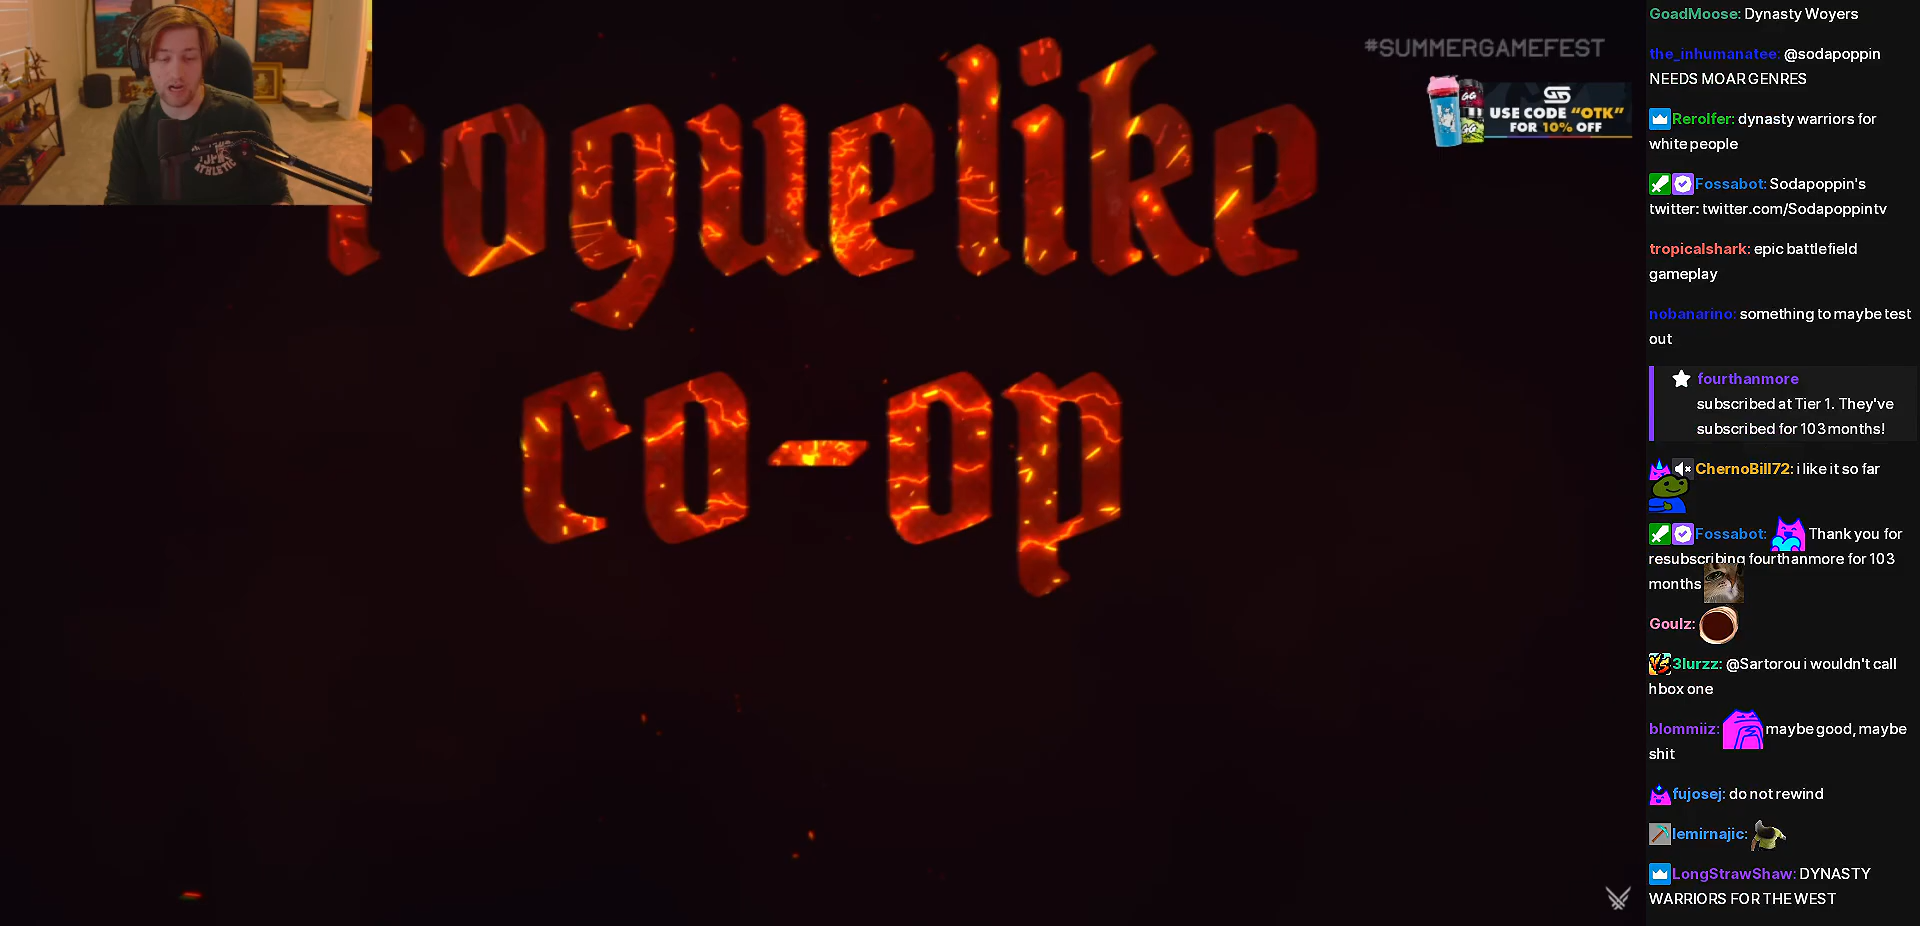 #SUMMERGAMEFEST
GG
GG
USE CODE "OTK"
FOR 10% OFF
roguelike
co-op
ATHLETIC
GoadMoose: Dynasty Woyers
the_inhumanatee: @sodapoppin
NEEDS MOAR GENRES
Rerolfer: dynasty warriors for
white people
Fossabot: Sodapoppin's
twitter: twitter.com/Sodapoppintv
tropicalshark: epic battlefield
gameplay
nobanarino: something to maybe test
out
fourthanmore
subscribed at Tier 1. They've
subscribed for 103 months!
ChernoBill72: i like it so far
Fossabot: Thank you for
resubscribing fourthanmore for 103
months
Goulz:
3lurzz: @Sartorou i wouldn't call
hbox one
blommiiz: maybe good, maybe
shit
fujosej: do not rewind
lemirnajic:
LongStrawShaw: DYNASTY
WARRIORS FOR THE WEST